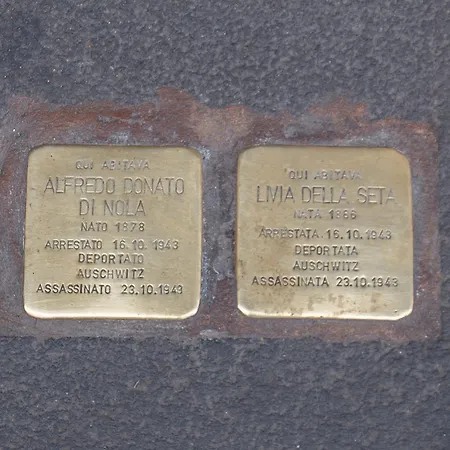 QUI ABITAVA
ALFREDO DONATO
DI NOLA
NATO 1878
ARRESTATO 16.10.1943
DEPORTATO
AUSCHWITZ
ASSASSINATO 23.10.1943
QUI ABITAVA
LIVIA DELLA SETA
NATA 1886
ARRESTATA 16.10.1943
DEPORTATA
AUSCHWITZ
ASSASSINATA 23.10.1943